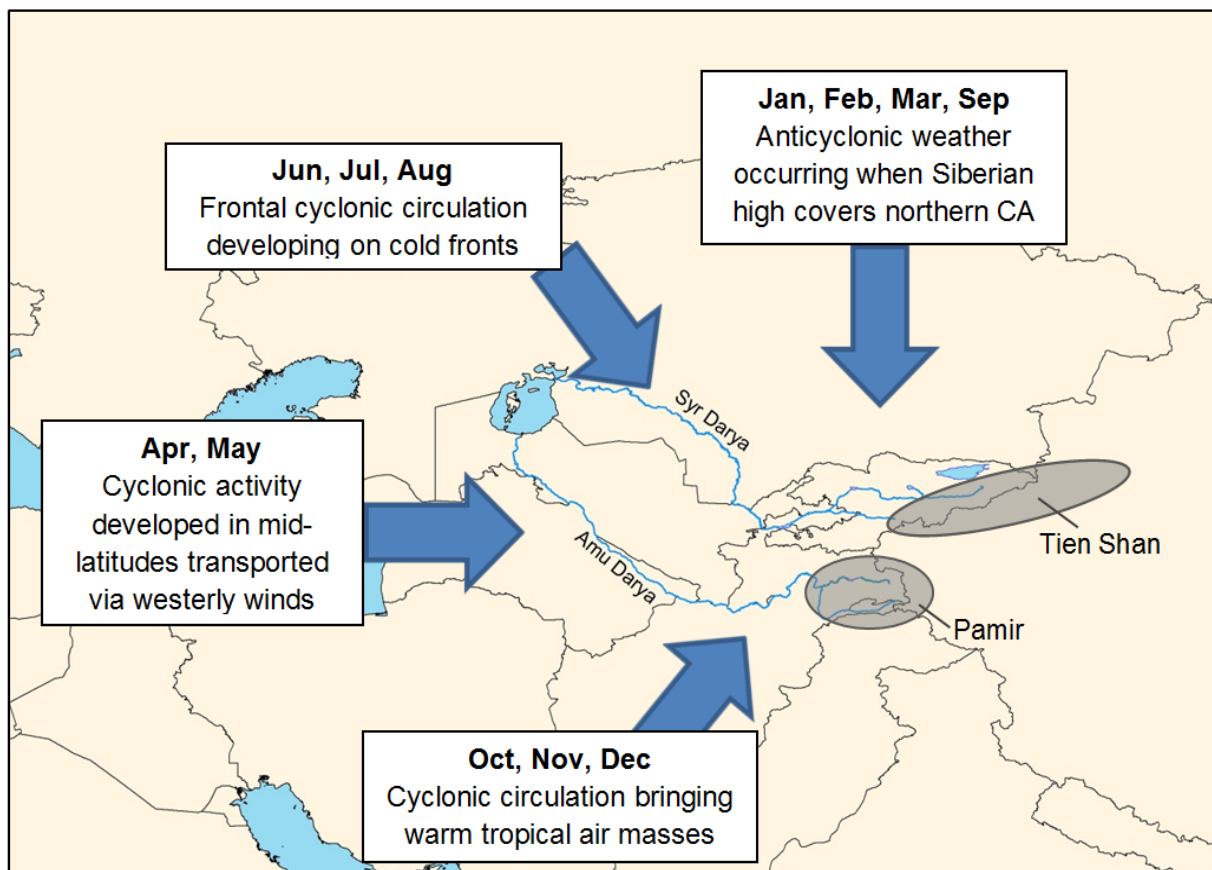 Jan, Feb, Mar, Sep
Anticyclonic weather
occurring when Siberian
high covers northern CA
Jun, Jul, Aug
Frontal cyclonic circulation
developing on cold fronts
Syr Darya
Apr, May
Cyclonic activity
developed in mid-
latitudes transported
via westerly winds
Amu Darya
Tien Shan
Pamir
Oct, Nov, Dec
Cyclonic circulation bringing
warm tropical air masses